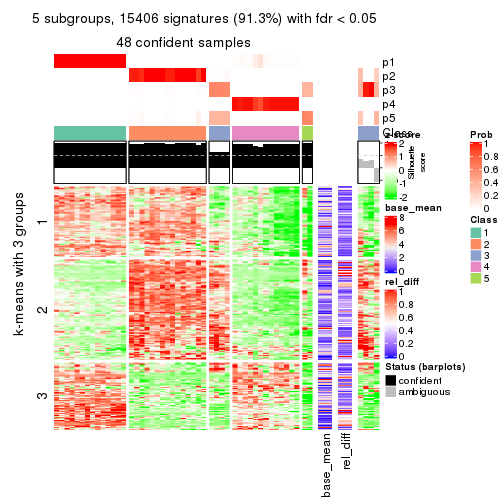 5 subgroups, 15406 signatures (91.3%) with fdr < 0.05
48 confident samples
p1
p2
p3
p4
p5
Class
Silhouette
score
1
2
3
k-means with 3 groups
base_mean
rel_diff
z-score
2
1
0
-1
-2
base_mean
8
6
4
2
0
rel_diff
1
0.8
0.6
0.4
0.2
0
Status (barplots)
confident
ambiguous
Prob
1
0.8
0.6
0.4
0.2
0
Class
1
2
3
4
5